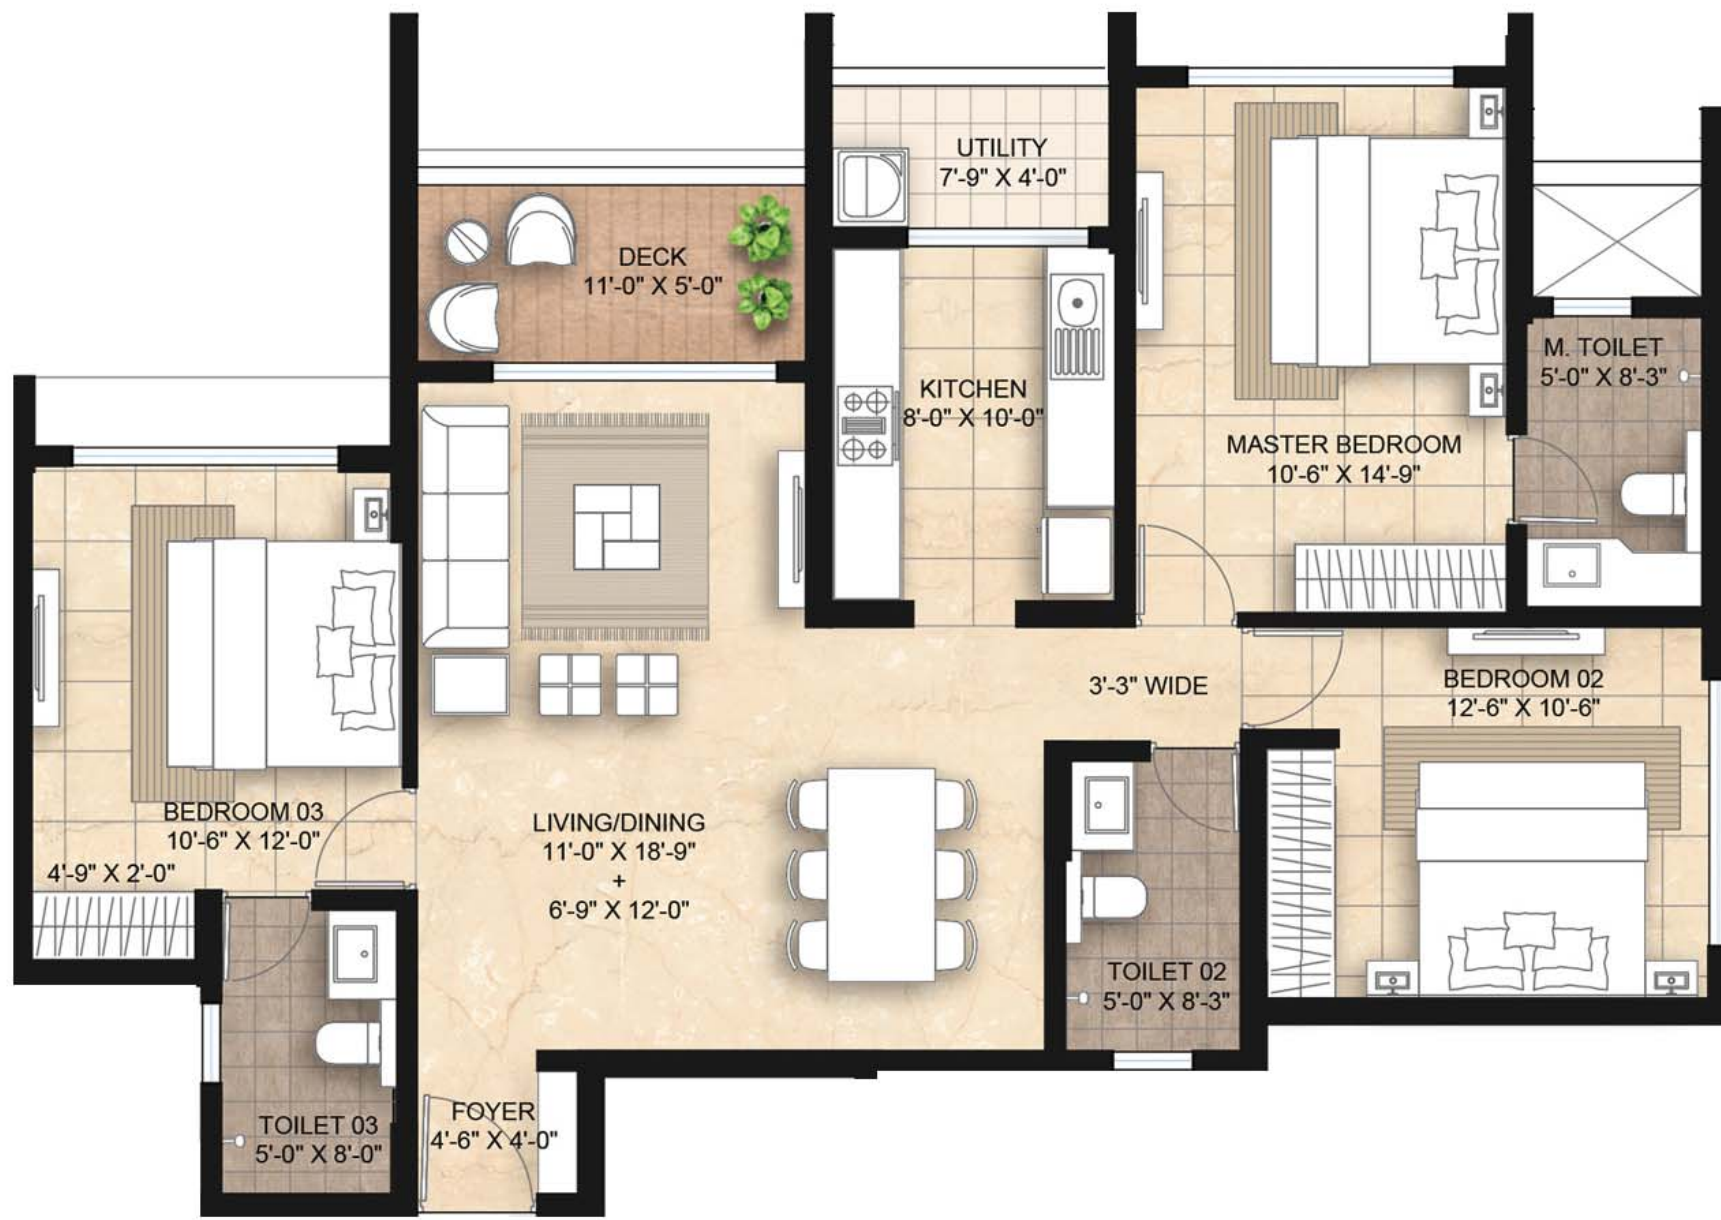 UTILITY
7'-9" X 4'-0"
DECK
11'-0" X 5'-0"
KITCHEN
8'-0" X 10'-0"
M. TOILET
5'-0" X 8'-3"
MASTER BEDROOM
10'-6" X 14'-9"
3'-3" WIDE
BEDROOM 02
12'-6" X 10'-6"
BEDROOM 03
10'-6" X 12'-0"
4'-9" X 2'-0"
LIVING/DINING
11'-0" X 18'-9"
+
6'-9" X 12'-0"
TOILET 02
5'-0" X 8'-3"
TOILET 03
5'-0" X 8'-0"
FOYER
4'-6" X 4'-0"